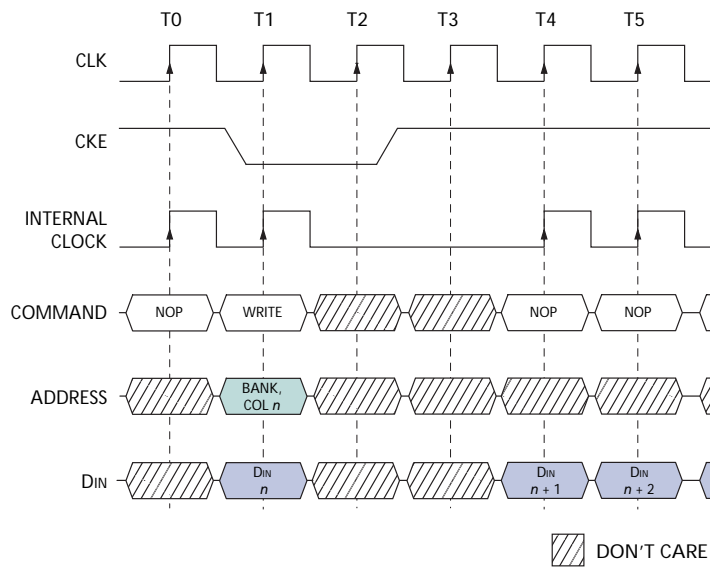 T0 T1 T2 T3 T4 T5
CLK
CKE
INTERNAL
CLOCK
COMMAND NOP WRITE NOP NOP
ADDRESS BANK,
COL n
DIN DIN
n DIN
n + 1 DIN
n + 2
DON'T CARE